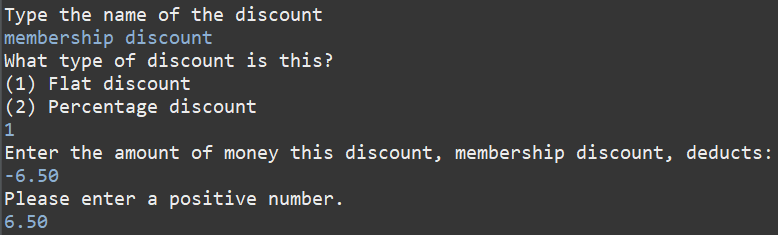 Type the name of the discount
membership discount
What type of discount is this?
(1) Flat discount
(2) Percentage discount
1
Enter the amount of money this discount, membership discount, deducts:
-6.50
Please enter a positive number.
6.50